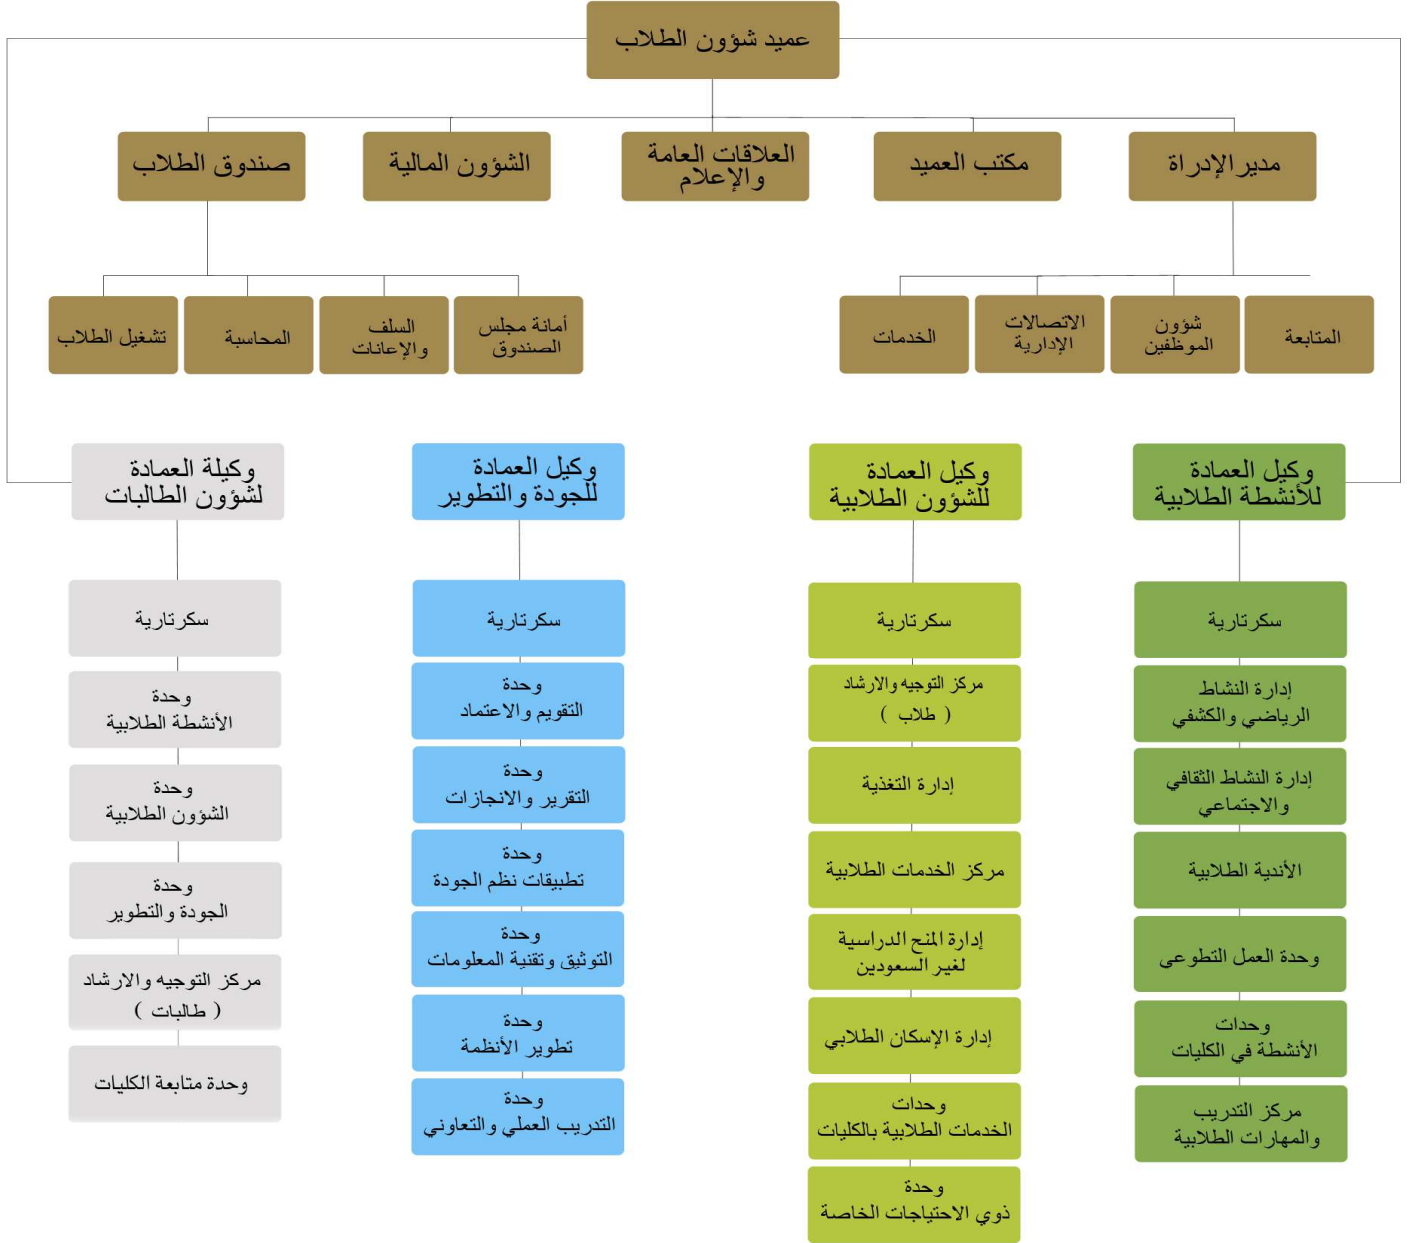 عميد شؤون الطلاب
مدير الإدراة
مكتب العميد
العلاقات العامة
والإعلام
الشؤون المالية
صندوق الطلاب
المتابعة
شؤون
الموظفين
الاتصالات
الإدارية
الخدمات
أمانة مجلس
الصندوق
السلف
والإعانات
المحاسبة
تشغيل الطلاب
وكيل العمادة
للأنشطة الطلابية
سكرتارية
إدارة النشاط
الرياضي والكشفي
إدارة النشاط الثقافي
والاجتماعي
الأندية الطلابية
وحدة العمل التطوعي
وحدات
الأنشطة في الكليات
مركز التدريب
والمهارات الطلابية
وكيل العمادة
للشؤون الطلابية
سكرتارية
مركز التوجيه والارشاد
( طلاب )
إدارة التغذية
مركز الخدمات الطلابية
إدارة المنح الدراسية
لغير السعودين
إدارة الإسكان الطلابي
وحدات
الخدمات الطلابية بالكليات
وحدة
ذوي الاحتياجات الخاصة
وكيل العمادة
للجودة والتطوير
سكرتارية
وحدة
التقويم والاعتماد
وحدة
التقرير والانجازات
وحدة
تطبيقات نظم الجودة
وحدة
التوثيق وتقنية المعلومات
وحدة
تطوير الأنظمة
وحدة
التدريب العملي والتعاوني
وكيلة العمادة
لشؤون الطالبات
سكرتارية
وحدة
الأنشطة الطلابية
وحدة
الشؤون الطلابية
وحدة
الجودة والتطوير
مركز التوجيه والارشاد
( طالبات )
وحدة متابعة الكليات